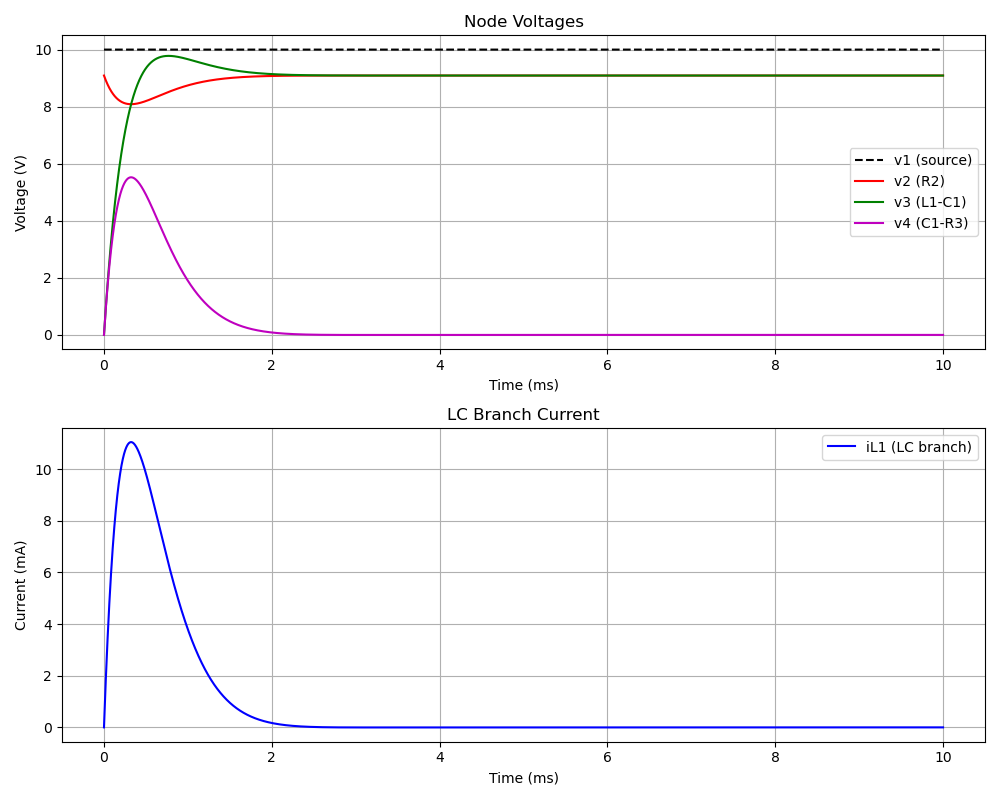 Node Voltages
Voltage (V)
10
8
6
4
2
0
v1 (source)
v2 (R2)
v3 (L1-C1)
v4 (C1-R3)
0 2 4 6 8 10
Time (ms)
LC Branch Current
Current (mA)
10
8
6
4
2
0
iL1 (LC branch)
0 2 4 6 8 10
Time (ms)